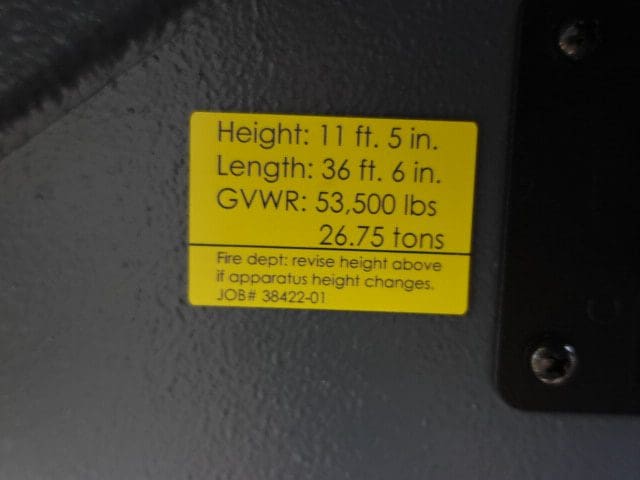 Height: 11 ft. 5 in.
Length: 36 ft. 6 in.
GVWR: 53,500 lbs
26.75 tons
Fire dept: revise height above
if apparatus height changes.
JOB# 38422-01